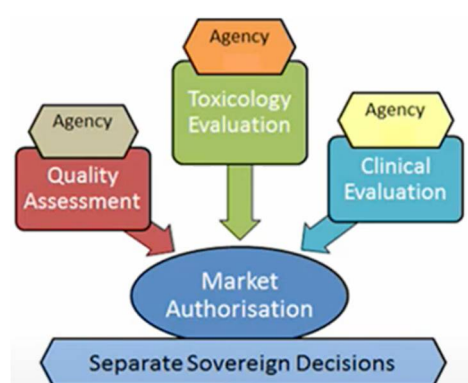 Agency
Toxicology
Evaluation
Agency
Quality
Assessment
Agency
Clinical
Evaluation
Market
Authorisation
Separate Sovereign Decisions